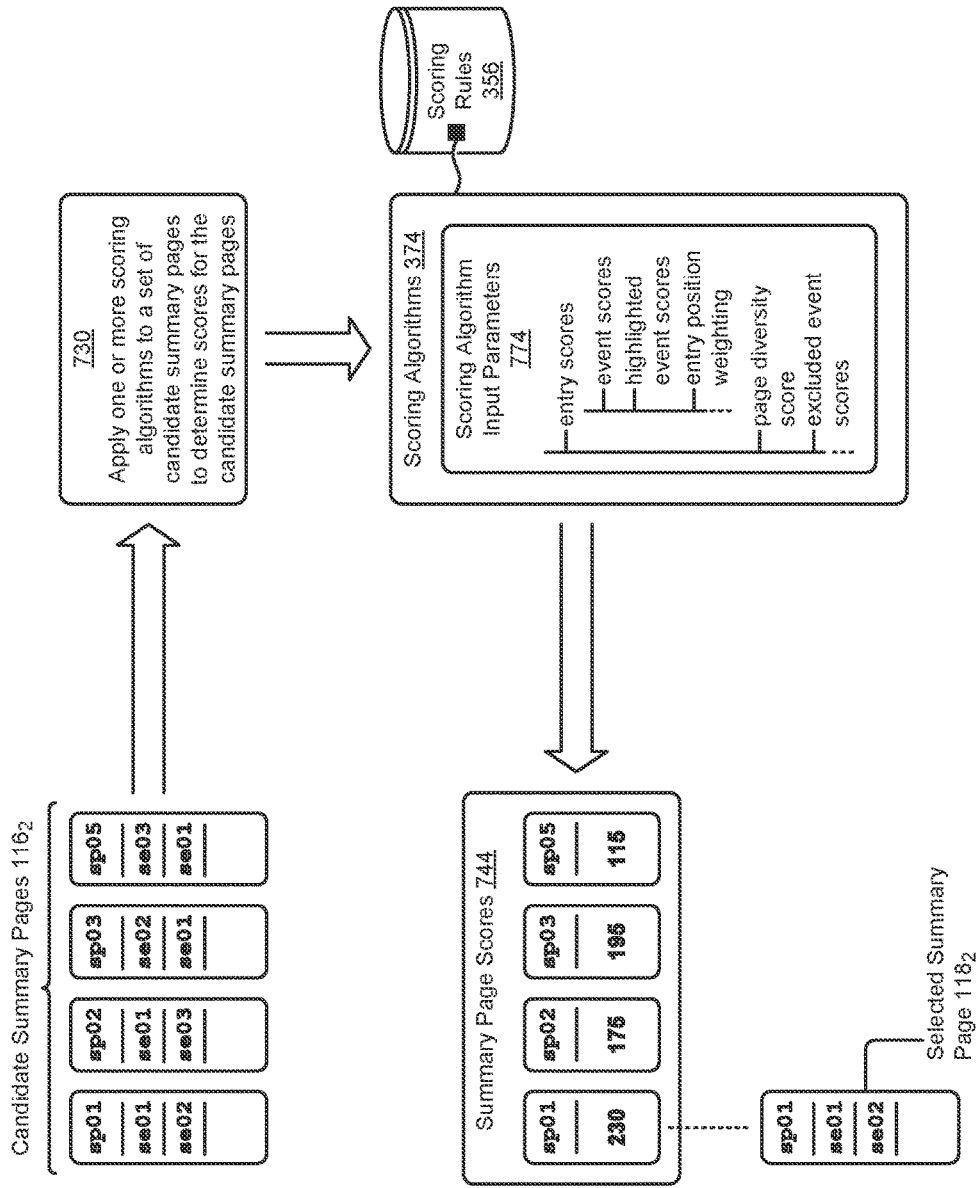 Candidate Summary Pages 116₂
sp01
se01
se02
sp02
se01
se03
sp03
se02
se01
sp05
se03
se01
730
Apply one or more scoring
algorithms to a set of
candidate summary pages
to determine scores for the
candidate summary pages
Scoring Algorithms 374
Scoring Algorithm
Input Parameters
774
entry scores
event scores
highlighted
event scores
entry position
weighting
page diversity
score
excluded event
scores
Scoring
Rules
356
Summary Page Scores 744
sp01
230
sp02
175
sp03
195
sp05
115
sp01
se01
se02
Selected Summary
Page 118₂